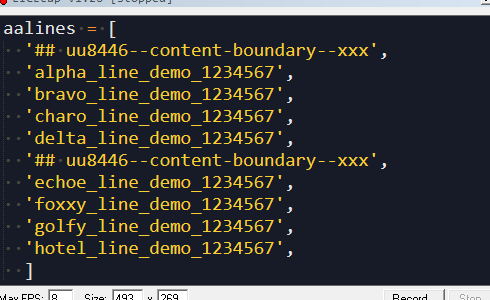 aalines = [
'## uu8446--content-boundary--xxx',
'alpha_line_demo_1234567',
'bravo_line_demo_1234567',
'charo_line_demo_1234567',
'delta_line_demo_1234567',
'## uu8446--content-boundary--xxx',
'echoe_line_demo_1234567',
'foxxy_line_demo_1234567',
'golfy_line_demo_1234567',
'hotel_line_demo_1234567',
]
Max FPS: 8 Size: 493 x 269 Record... Stop